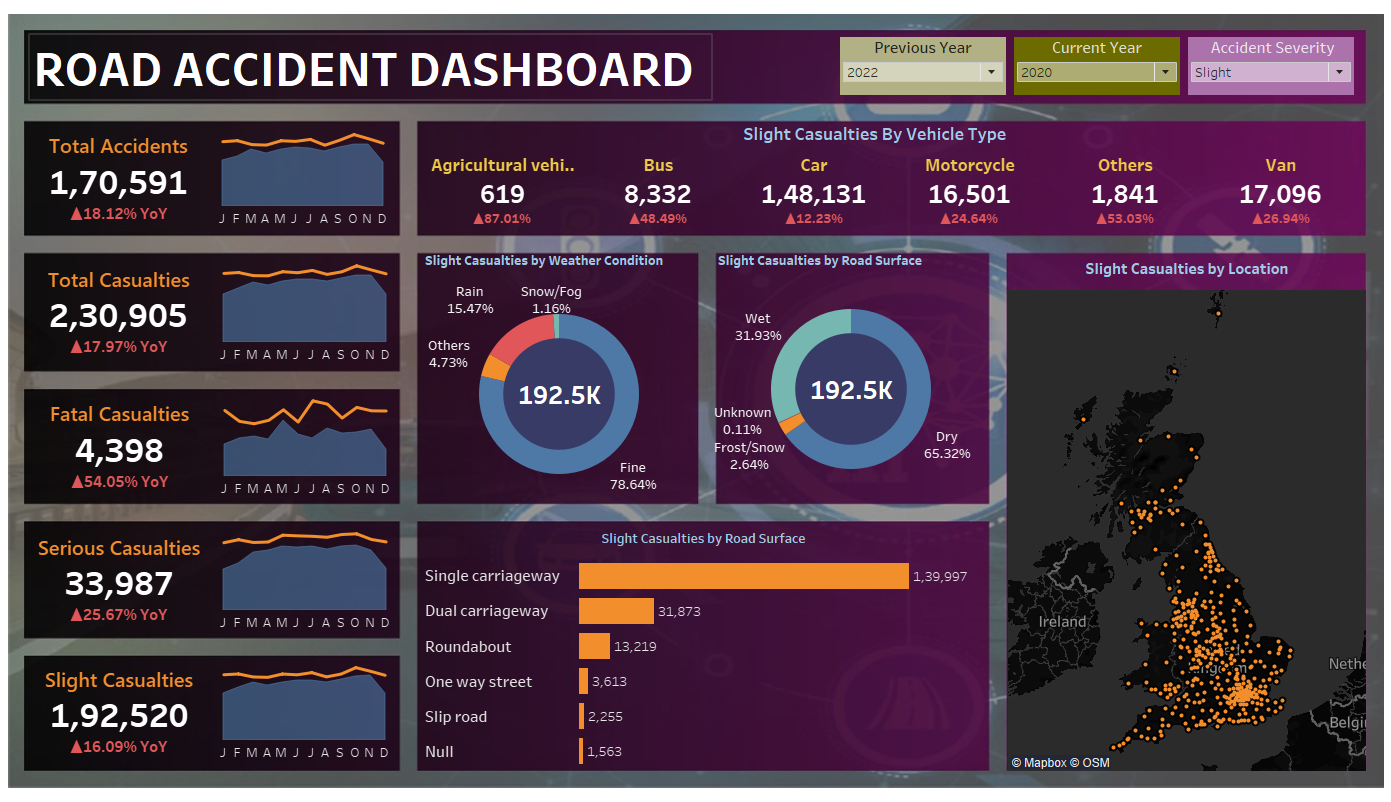 ROAD ACCIDENT DASHBOARD
Previous Year
2022
Current Year
2020
Accident Severity
Slight
Total Accidents
1,70,591
▲18.12% YoY
J F M A M J J A S O N D
Total Casualties
2,30,905
▲17.97% YoY
J F M A M J J A S O N D
Fatal Casualties
4,398
▲54.05% YoY
J F M A M J J A S O N D
Serious Casualties
33,987
▲25.67% YoY
J F M A M J J A S O N D
Slight Casualties
1,92,520
▲16.09% YoY
J F M A M J J A S O N D
Slight Casualties By Vehicle Type
Agricultural vehi..
619
▲87.01%
Bus
8,332
▲48.49%
Car
1,48,131
▲12.23%
Motorcycle
16,501
▲24.64%
Others
1,841
▲53.03%
Van
17,096
▲26.94%
Slight Casualties by Weather Condition
Rain
15.47%
Snow/Fog
1.16%
Others
4.73%
192.5K
Fine
78.64%
Slight Casualties by Road Surface
Wet
31.93%
192.5K
Unknown
0.11%
Frost/Snow
2.64%
Dry
65.32%
Slight Casualties by Road Surface
Single carriageway 1,39,997
Dual carriageway 31,873
Roundabout 13,219
One way street 3,613
Slip road 2,255
Null 1,563
Slight Casualties by Location
Ireland
Nethe
Belgi
© Mapbox © OSM